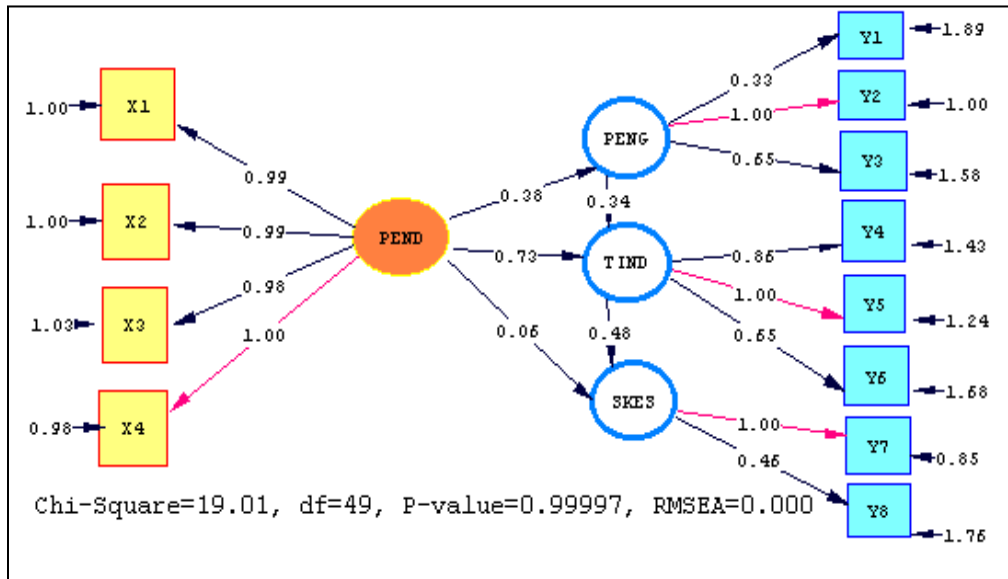 Y1
1.89
0.33
X1
1.00
Y2
1.00
1.00
PENG
0.99
0.65
Y3
1.58
0.38
0.34
X2
1.00
0.99
PEND
Y4
1.43
0.86
0.73
TIND
0.98
1.00
Y5
1.24
X3
1.03
1.00
0.06
0.48
0.65
Y6
1.68
SKES
X4
0.98
1.00
Y7
0.85
0.46
Chi-Square=19.01, df=49, P-value=0.99997, RMSEA=0.000
Y8
1.76